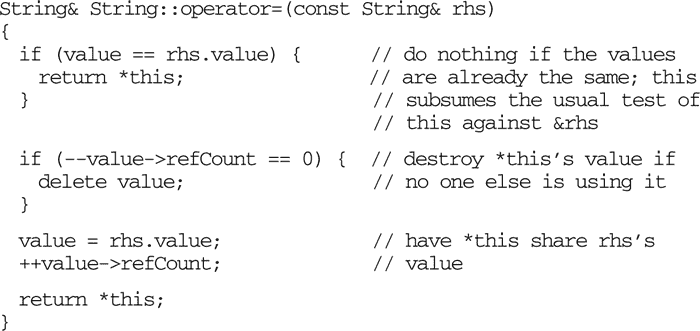 String& String::operator=(const String& rhs)
{
  if (value == rhs.value) {       // do nothing if the values
    return *this;                 // are already the same; this
  }                               // subsumes the usual test of
                                  // this against &rhs
  if (--value->refCount == 0) {   // destroy *this’s value if
    delete value;                 // no one else is using it
  }
  value = rhs.value;              // have *this share rhs’s
  ++value->refCount;              // value
  return *this;
}